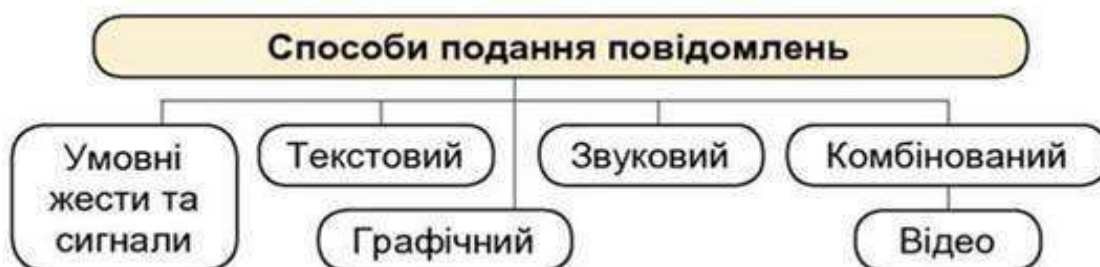 Способи подання повідомлень
Умовні
жести та
сигнали
Текстовий
Графічний
Звуковий
Комбінований
Відео